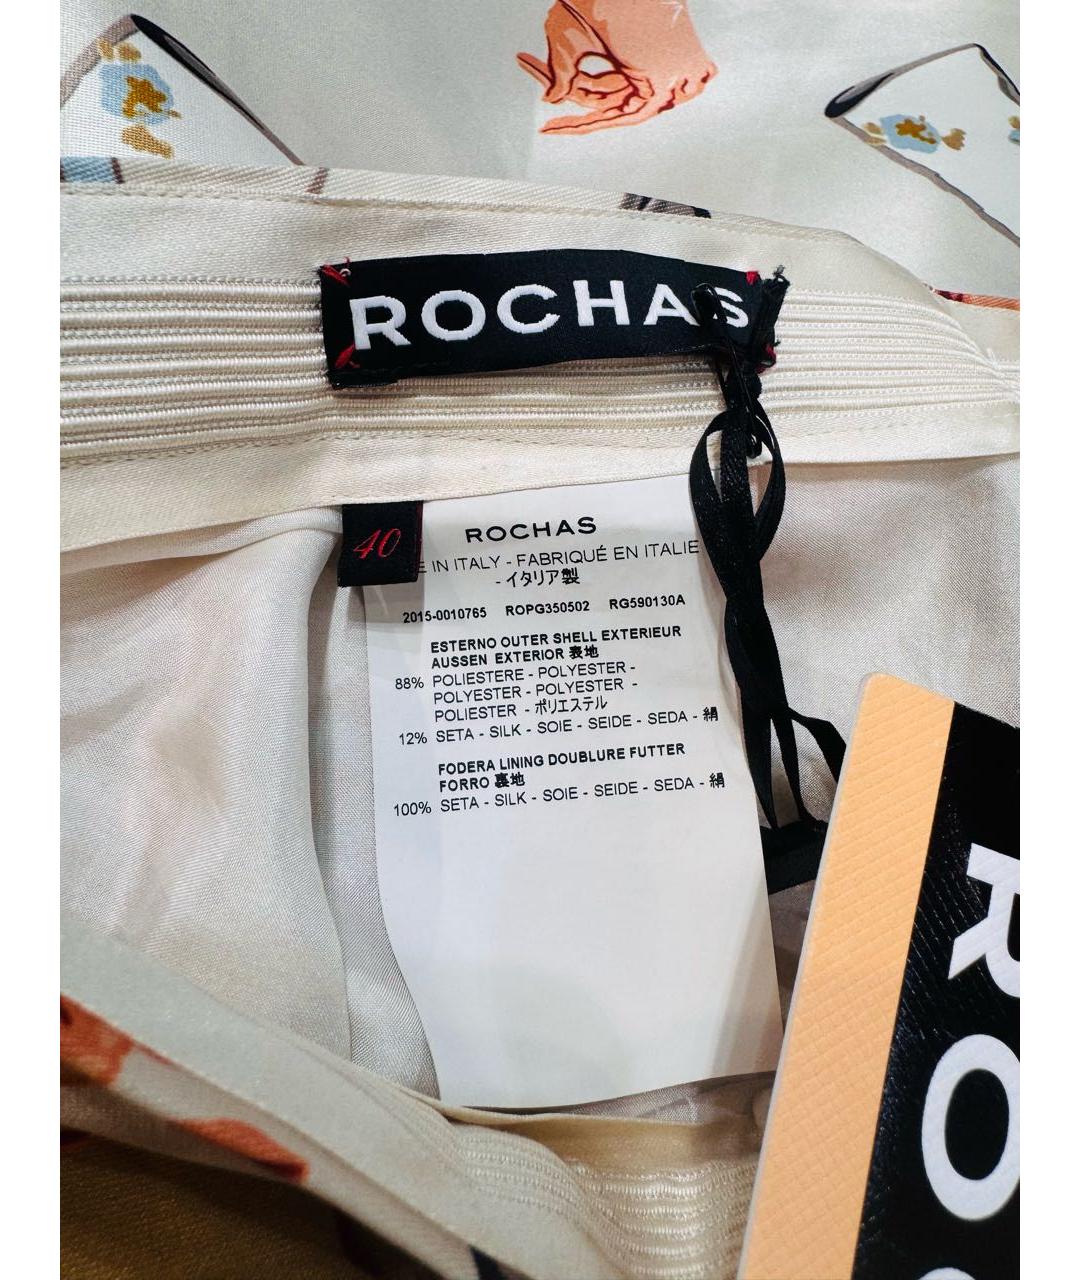 ROCHAS
40
ROCHAS
E IN ITALY - FABRIQUÉ EN ITALIE
- イタリア製
2015-0010765 ROPG350502 RG590130A
ESTERNO OUTER SHELL EXTERIEUR
AUSSEN EXTERIOR 表地
88% POLIESTERE - POLYESTER -
POLYESTER - POLYESTER -
POLIESTER - ポリエステル
12% SETA - SILK - SOIE - SEIDE - SEDA - 絹
FODERA LINING DOUBLURE FUTTER
FORRO 裏地
100% SETA - SILK - SOIE - SEIDE - SEDA - 絹
RO